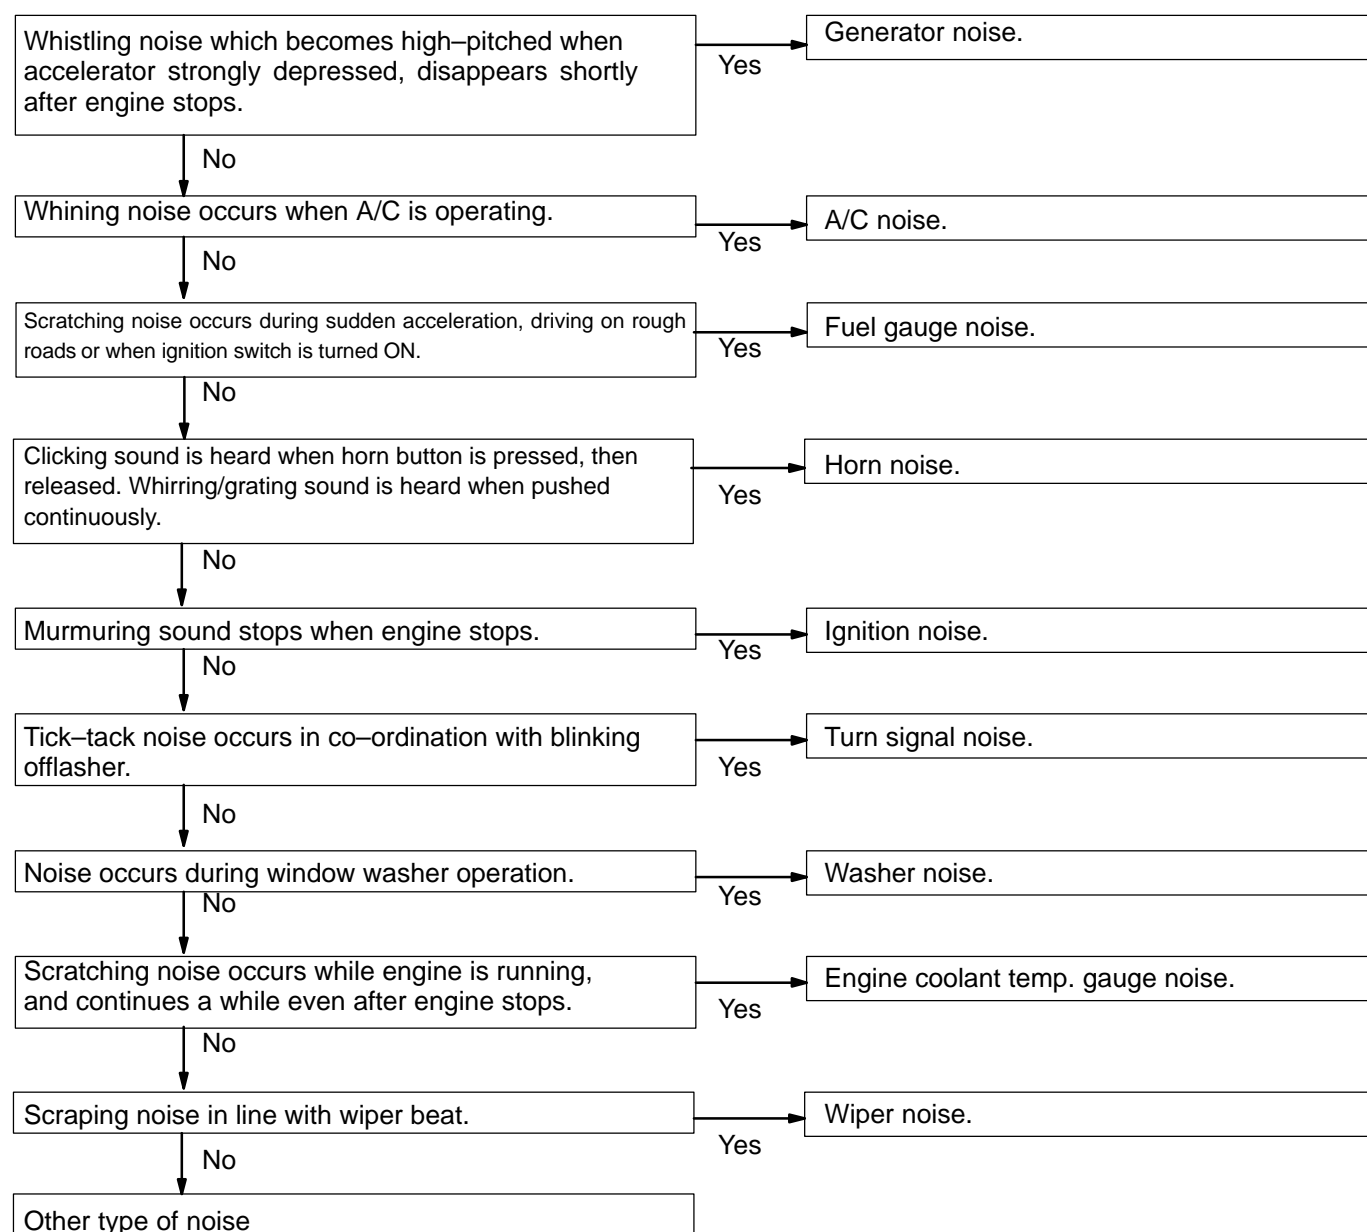 Whistling noise which becomes high–pitched when
accelerator strongly depressed, disappears shortly
after engine stops.
Yes
Generator noise.
No
Whining noise occurs when A/C is operating.
Yes
A/C noise.
No
Scratching noise occurs during sudden acceleration, driving on rough
roads or when ignition switch is turned ON.
Yes
Fuel gauge noise.
No
Clicking sound is heard when horn button is pressed, then
released. Whirring/grating sound is heard when pushed
continuously.
Yes
Horn noise.
No
Murmuring sound stops when engine stops.
Yes
Ignition noise.
No
Tick–tack noise occurs in co–ordination with blinking
offlasher.
Yes
Turn signal noise.
No
Noise occurs during window washer operation.
Yes
Washer noise.
No
Scratching noise occurs while engine is running,
and continues a while even after engine stops.
Yes
Engine coolant temp. gauge noise.
No
Scraping noise in line with wiper beat.
Yes
Wiper noise.
No
Other type of noise